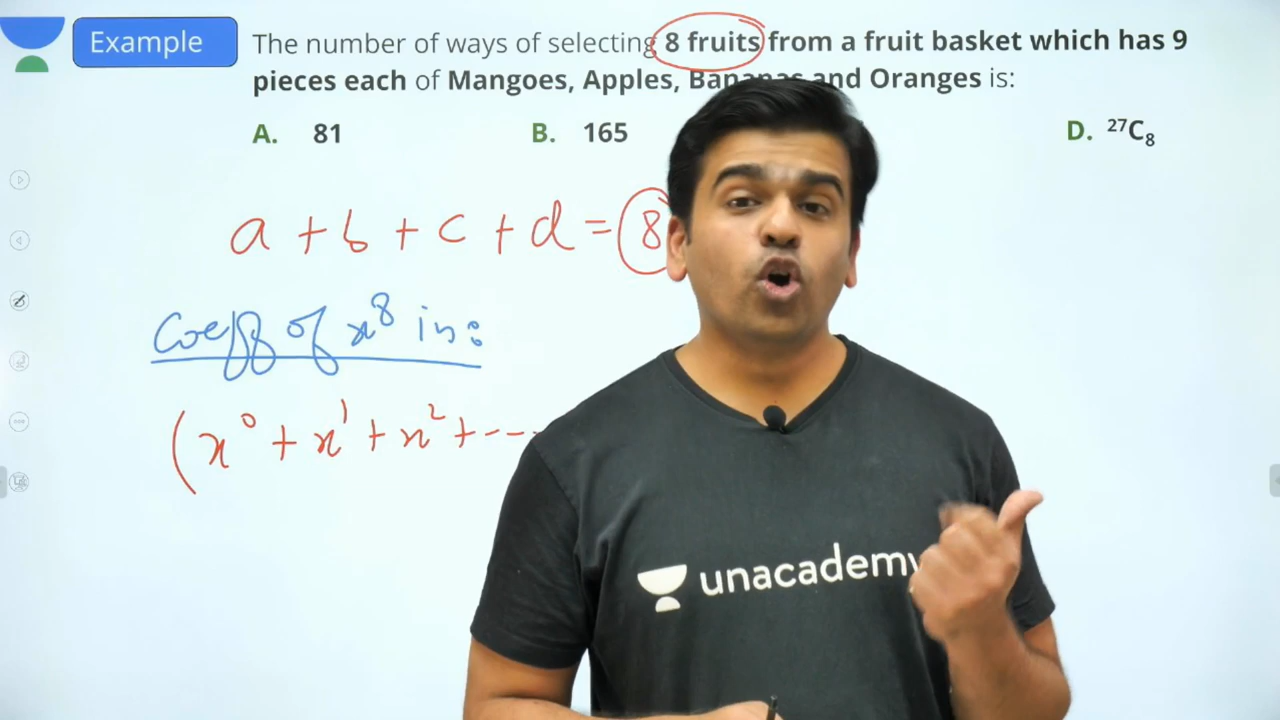 Example
The number of ways of selecting 8 fruits from a fruit basket which has 9
pieces each of Mangoes, Apples, Bananas and Oranges is:
A. 81 B. 165 D. ²⁷C₈
a + b + c + d = 8
Coeff of x⁸ in:
(x⁰ + x¹ + x² + ---
unacademy